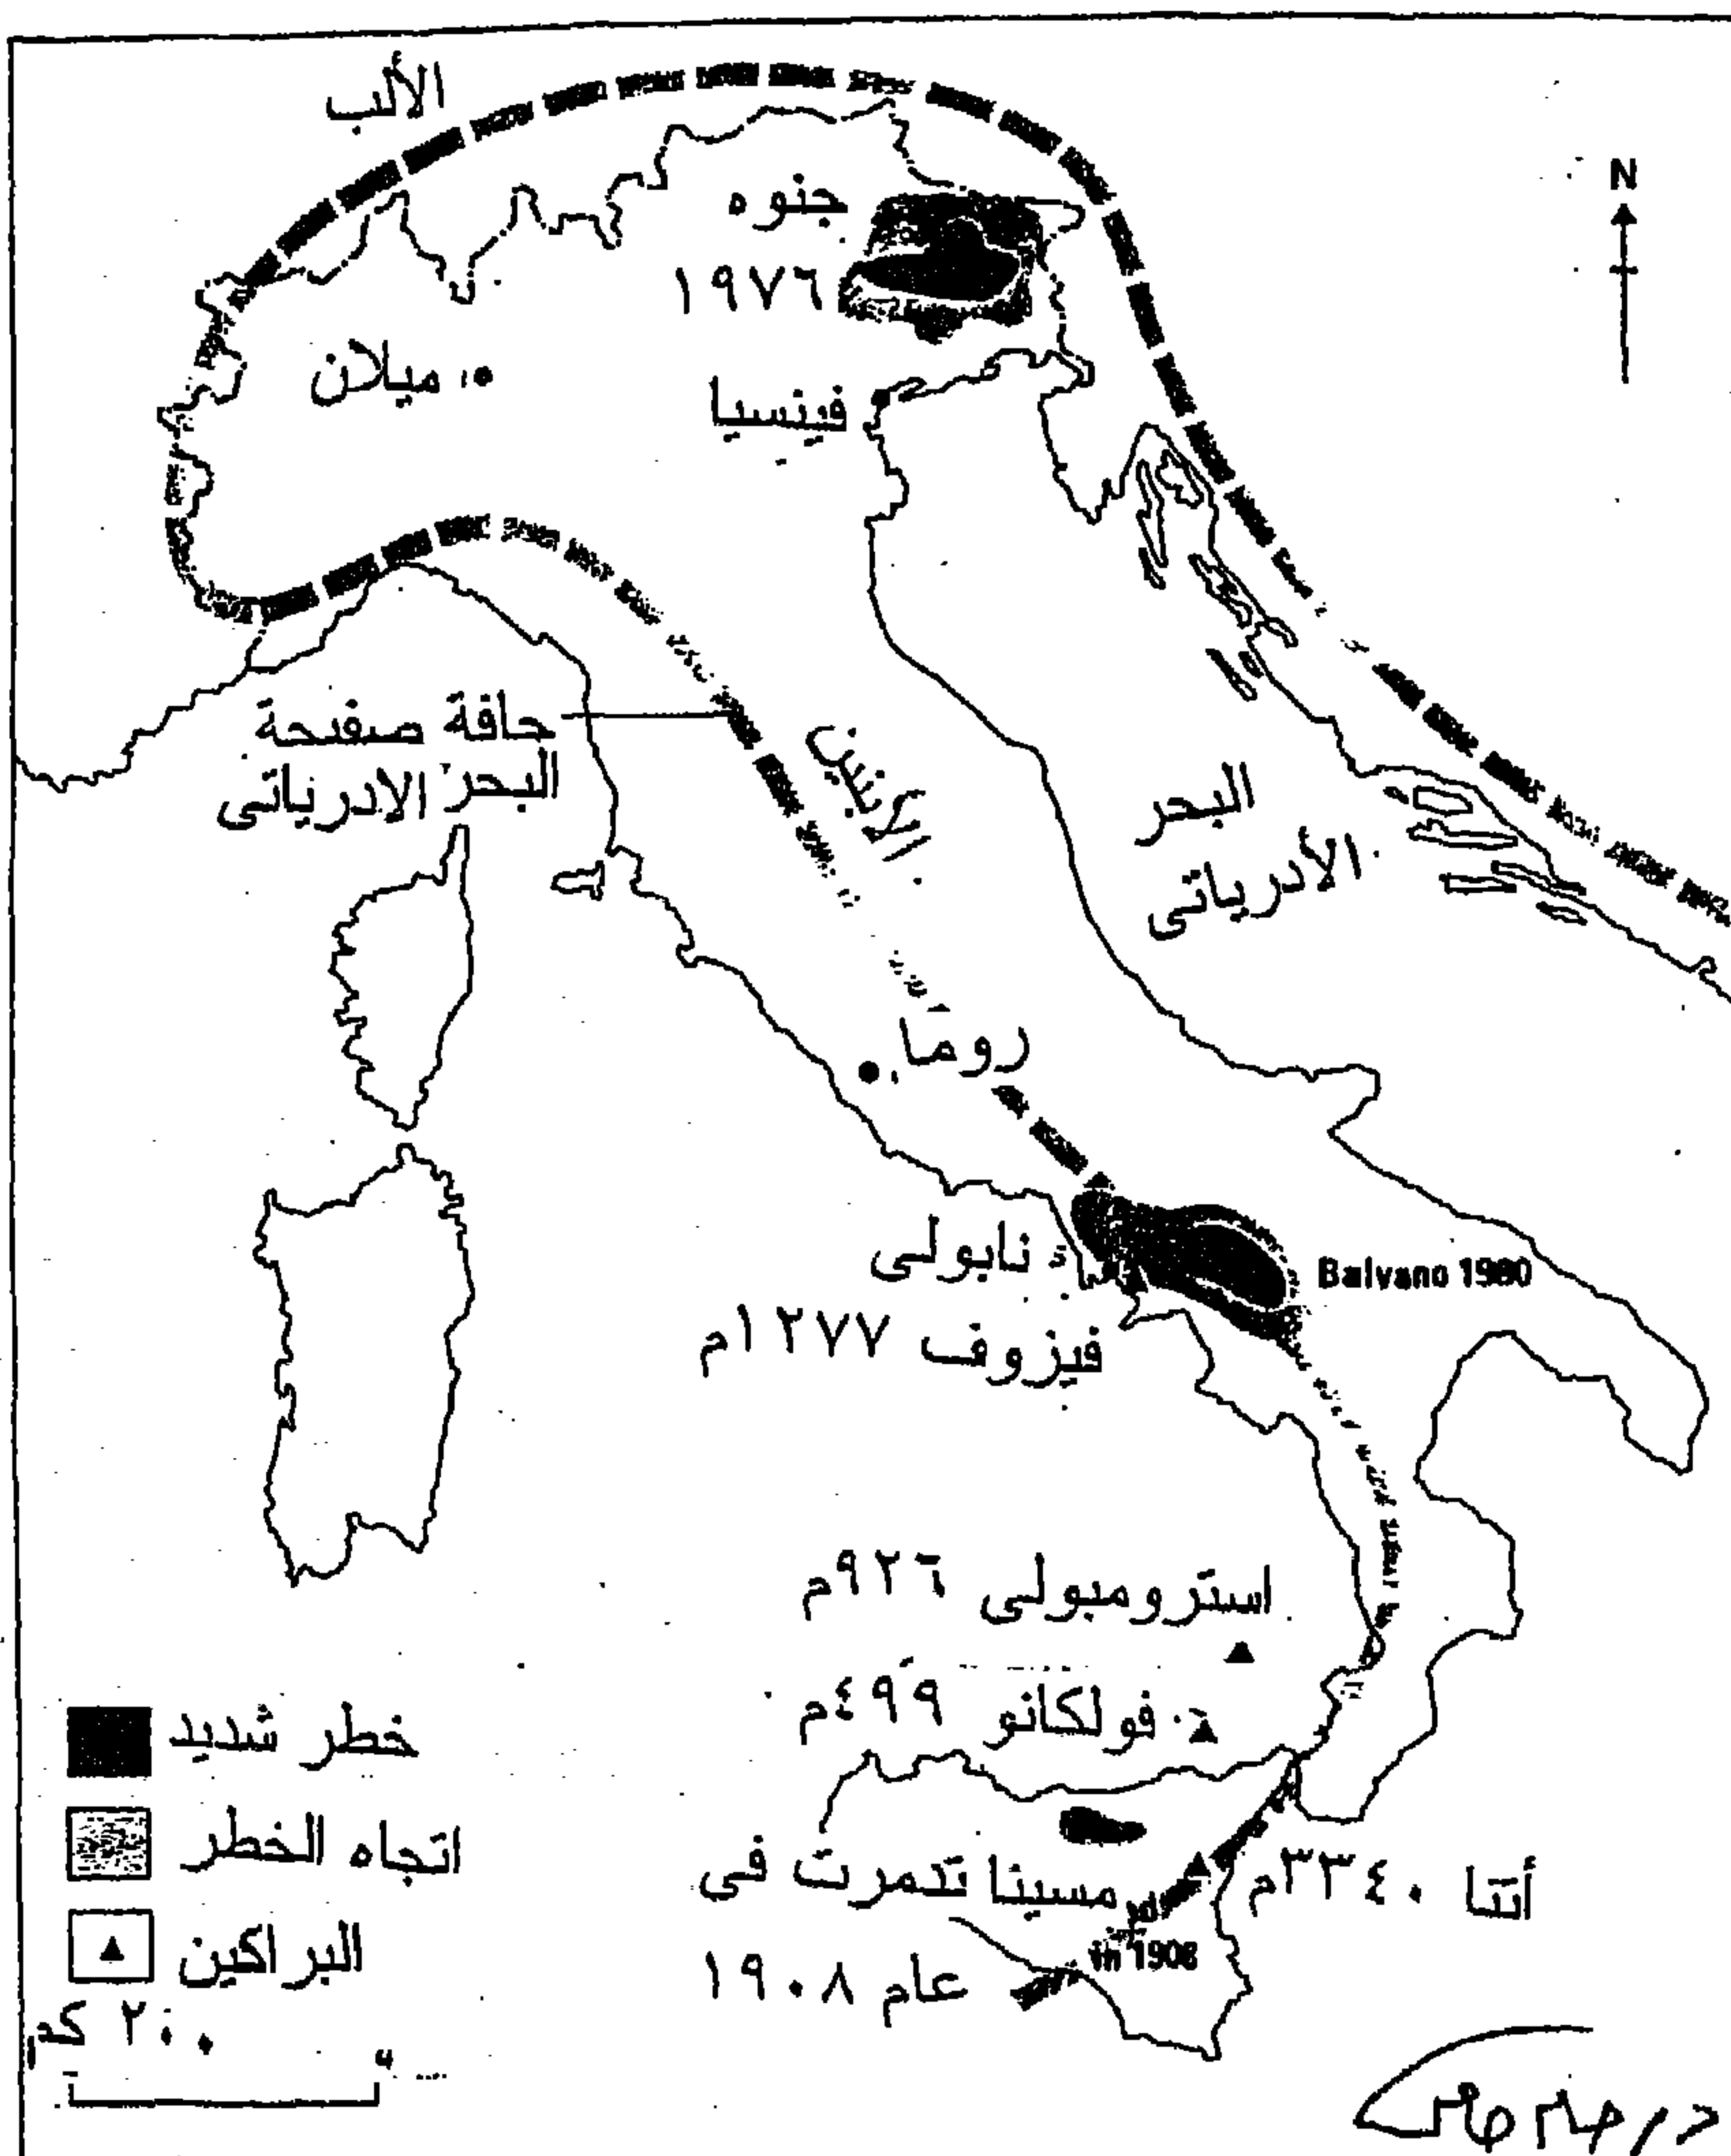 الألب
N
جنوه
١٩٧٦
ميلان
فينسيا
حافة صفيحة
البحر الادرياتى
الأبنين
البحر
الأدرياتى
روما
نابولى
Balvano 1980
فيزوف ١٢٧٧م
استرومبولى ٩٢٦م
فولكانو ٤٩٩م
خطر شديد
اتجاه الخطر
البراكين
مسينا تدمرت فى
عام ١٩٠٨
in 1908
أتنا ٣٣٤٠م
٢٠٠ كم